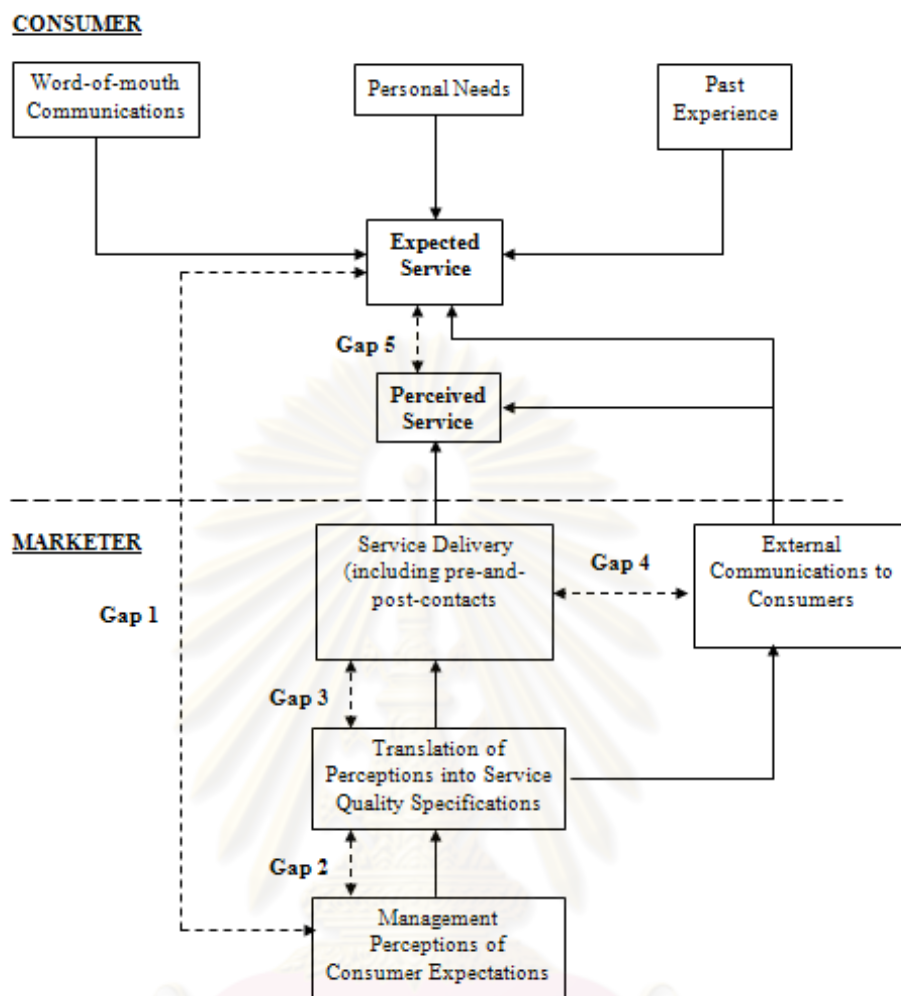 CONSUMER
Word-of-mouth
Communications
Personal Needs
Past
Experience
Expected
Service
Gap 5
Perceived
Service
MARKETER
Service Delivery
(including pre-and-
post-contacts
Gap 4
External
Communications to
Consumers
Gap 1
Gap 3
Translation of
Perceptions into Service
Quality Specifications
Gap 2
Management
Perceptions of
Consumer Expectations